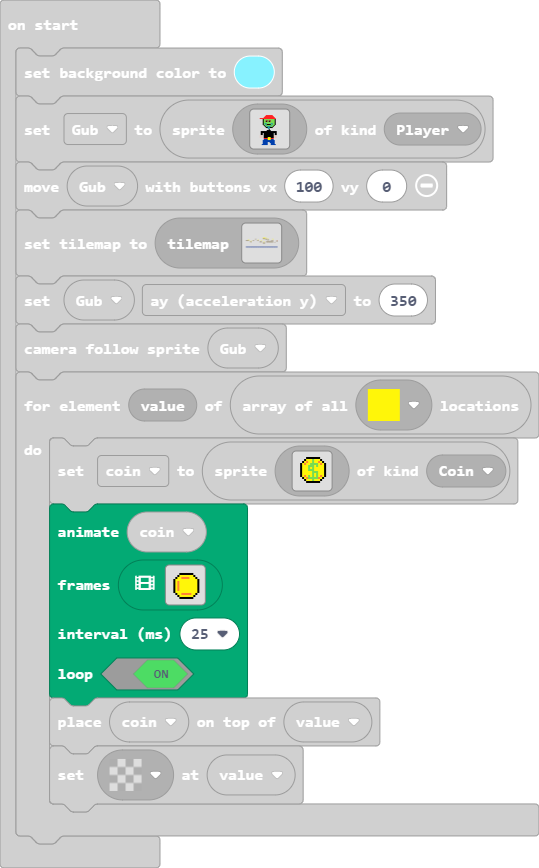 on start
set background color to
set Gub to sprite of kind Player
move Gub with buttons vx 100 vy 0
set tilemap to tilemap
set Gub ay (acceleration y) to 350
camera follow sprite Gub
for element value of array of all locations
do
set coin to sprite $ of kind Coin
animate coin
frames
interval (ms) 25
loop ON
place coin on top of value
set at value